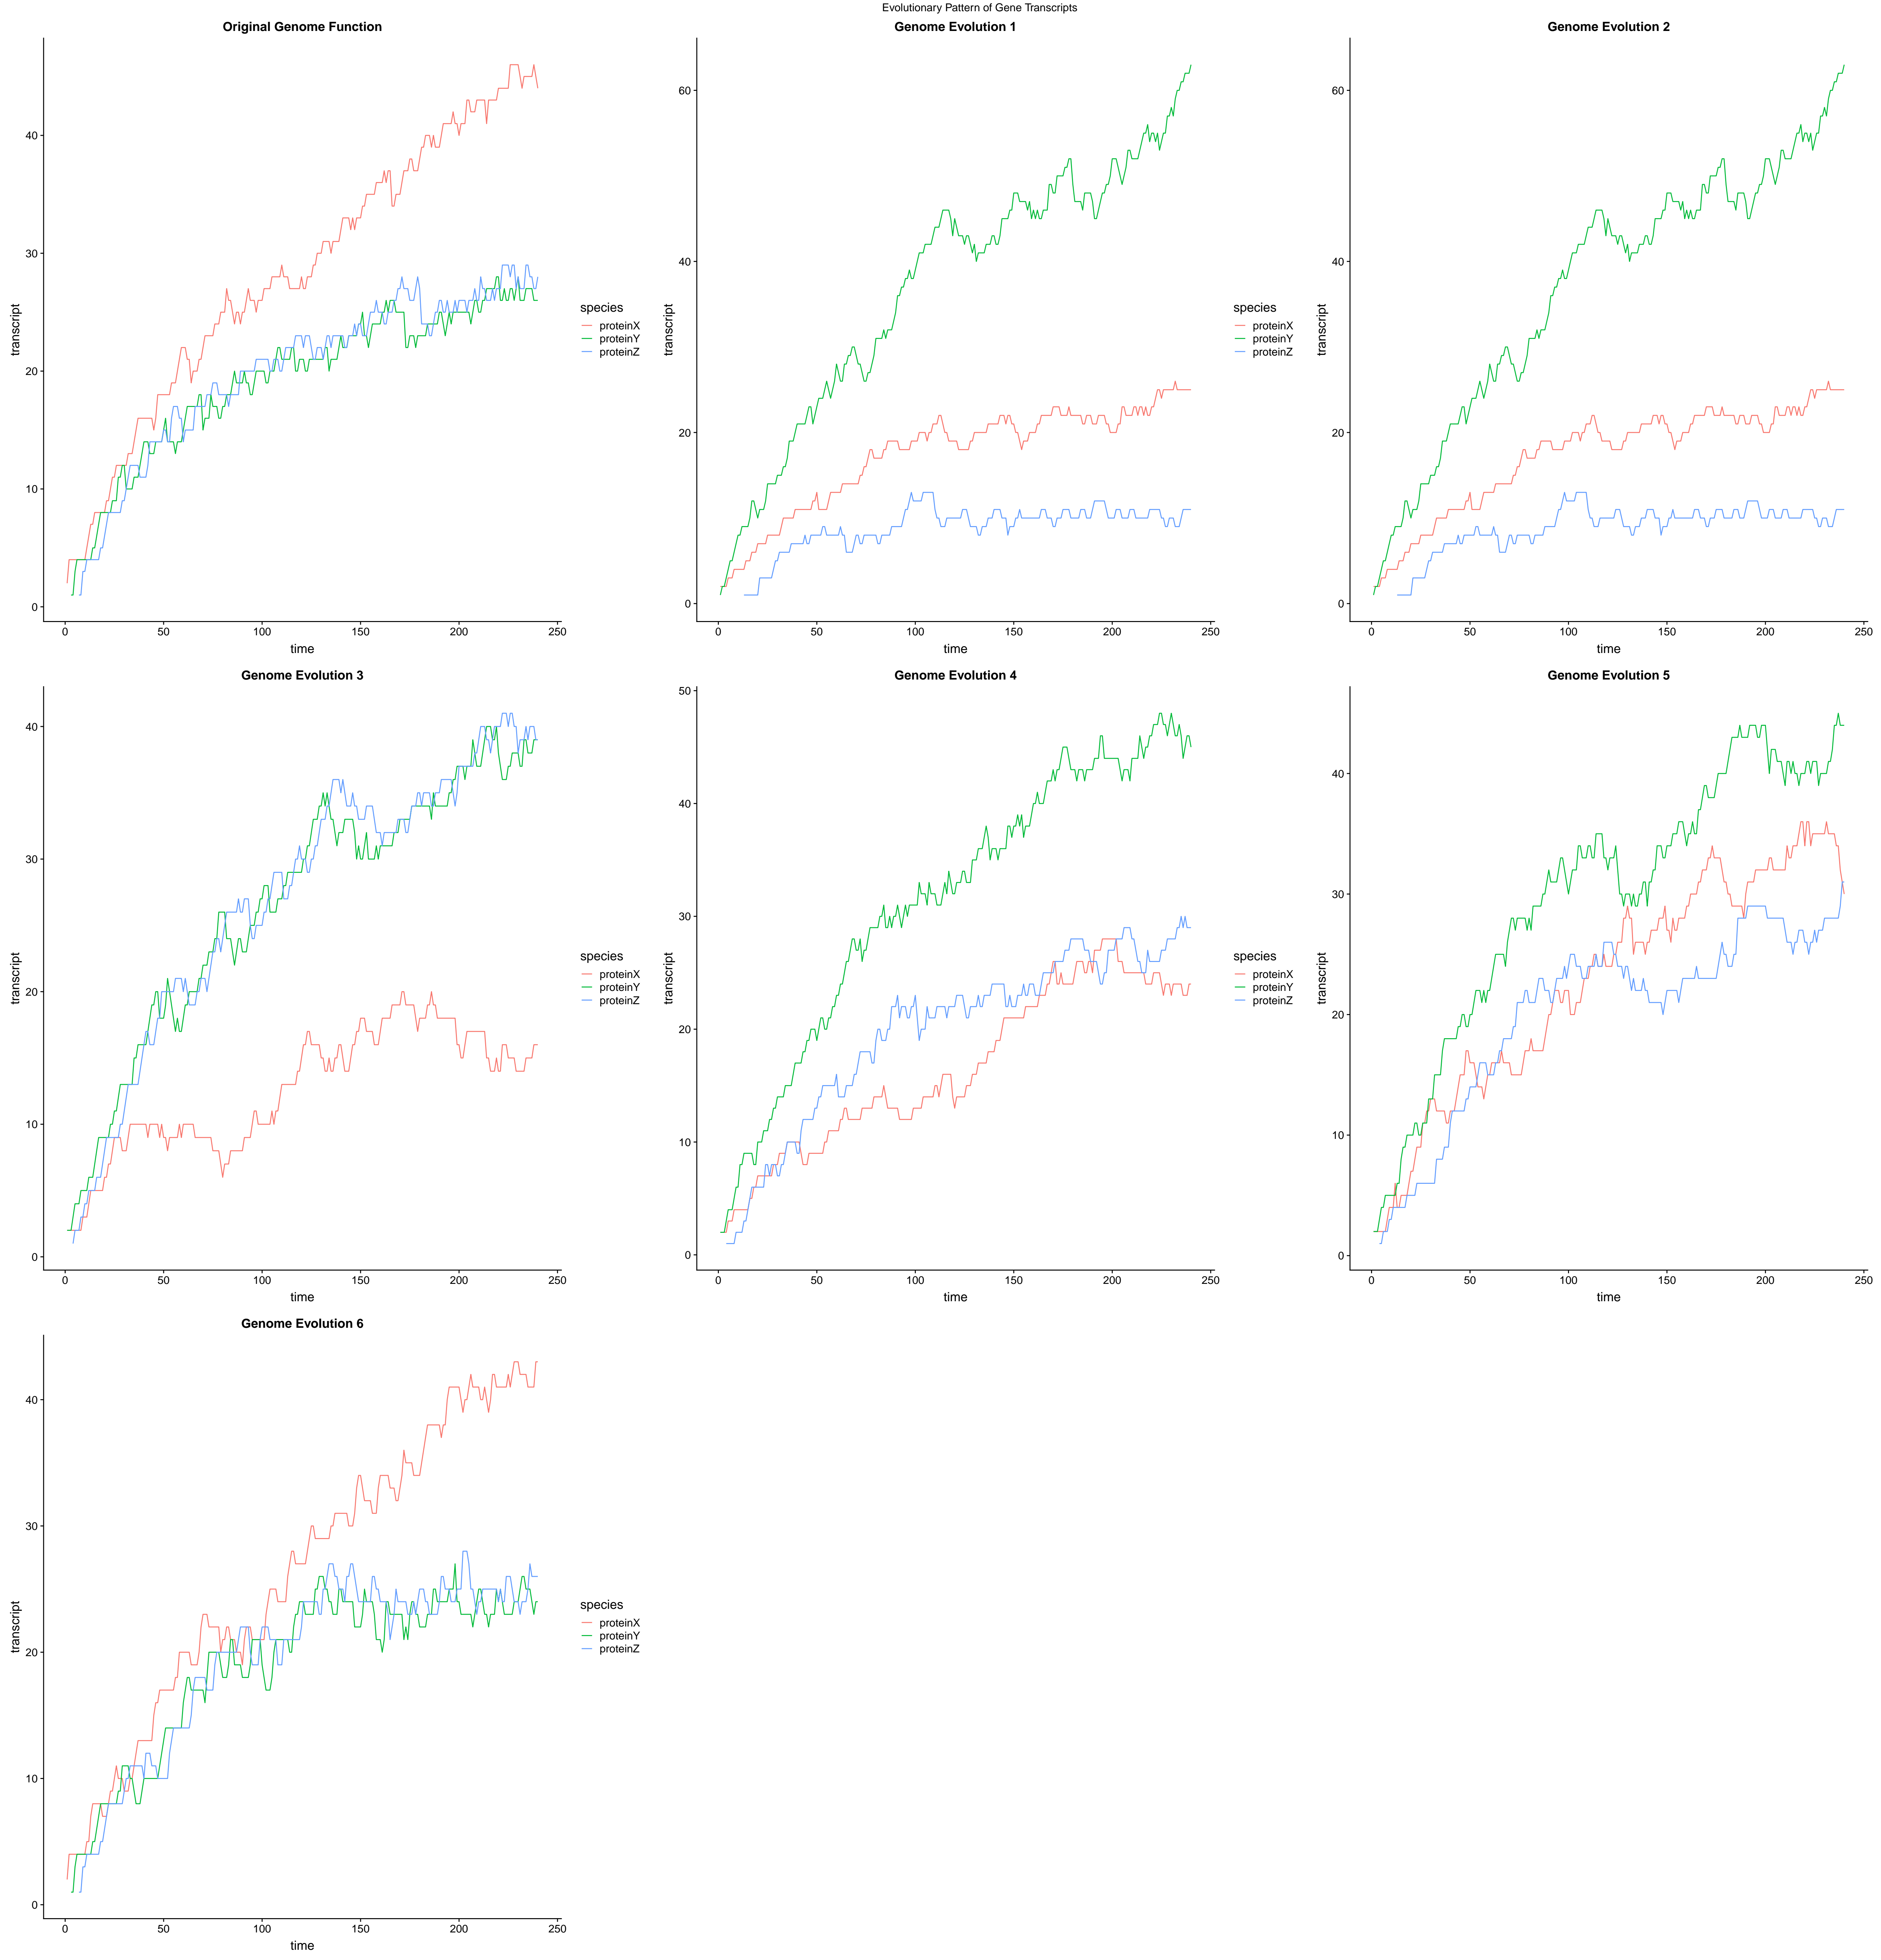 Evolutionary Pattern of Gene Transcripts
Original Genome Function
transcript
40
30
20
10
0
0 50 100 150 200 250
time
species
proteinX
proteinY
proteinZ
Genome Evolution 1
transcript
60
40
20
0
0 50 100 150 200 250
time
species
proteinX
proteinY
proteinZ
Genome Evolution 2
transcript
60
40
20
0
0 50 100 150 200 250
time
Genome Evolution 3
transcript
40
30
20
10
0
0 50 100 150 200 250
time
species
proteinX
proteinY
proteinZ
Genome Evolution 4
transcript
50
40
30
20
10
0
0 50 100 150 200 250
time
species
proteinX
proteinY
proteinZ
Genome Evolution 5
transcript
40
30
20
10
0
0 50 100 150 200 250
time
Genome Evolution 6
transcript
40
30
20
10
0
0 50 100 150 200 250
time
species
proteinX
proteinY
proteinZ